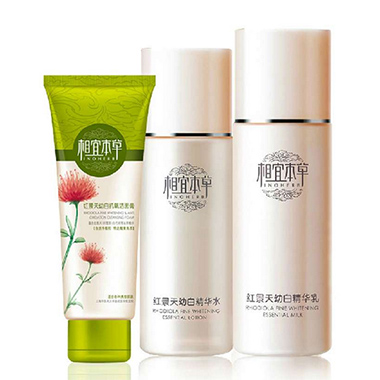 相宜本草
INOHERB
红景天幼白抗氧洁面膏
相宜本草
INOHERB
红景天幼白精华水
RHODIOLA FINE WHITENING
ESSENTIAL LOTION
相宜本草
INOHERB
红景天幼白精华乳
RHODIOLA FINE WHITENING
ESSENTIAL MILK